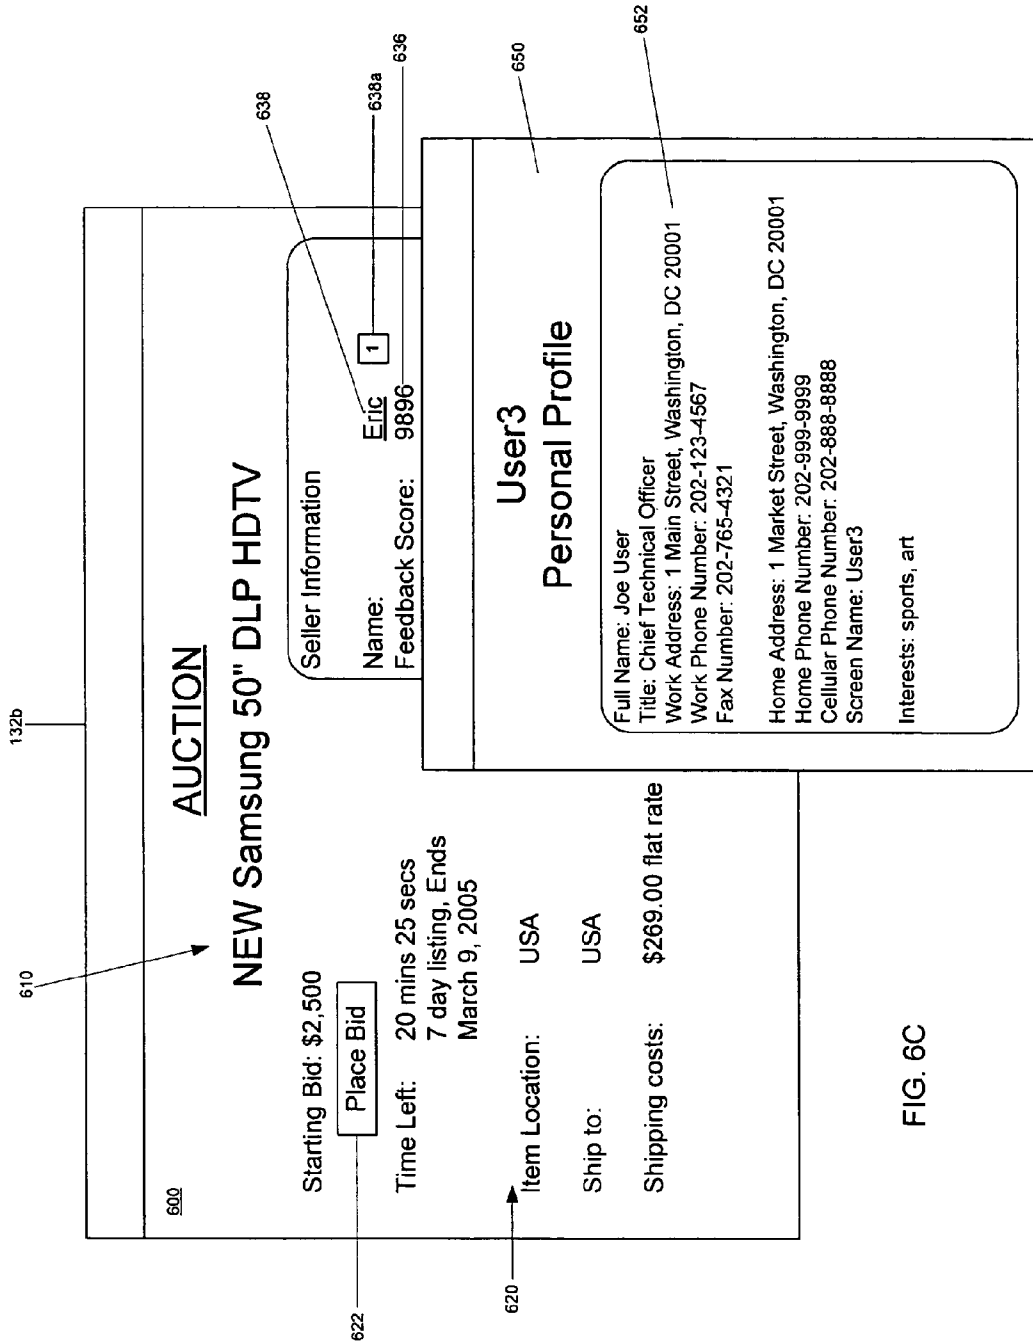 132b
610
600
AUCTION
NEW Samsung 50" DLP HDTV
Starting Bid: $2,500
Place Bid
622
Time Left: 20 mins 25 secs
7 day listing, Ends
March 9, 2005
620
Item Location: USA
Ship to: USA
Shipping costs: $269.00 flat rate
Seller Information
Name: Eric 1
Feedback Score: 9896
638
638a
636
650
User3
Personal Profile
652
Full Name: Joe User
Title: Chief Technical Officer
Work Address: 1 Main Street, Washington, DC 20001
Work Phone Number: 202-123-4567
Fax Number: 202-765-4321
Home Address: 1 Market Street, Washington, DC 20001
Home Phone Number: 202-999-9999
Cellular Phone Number: 202-888-8888
Screen Name: User3
Interests: sports, art
FIG. 6C